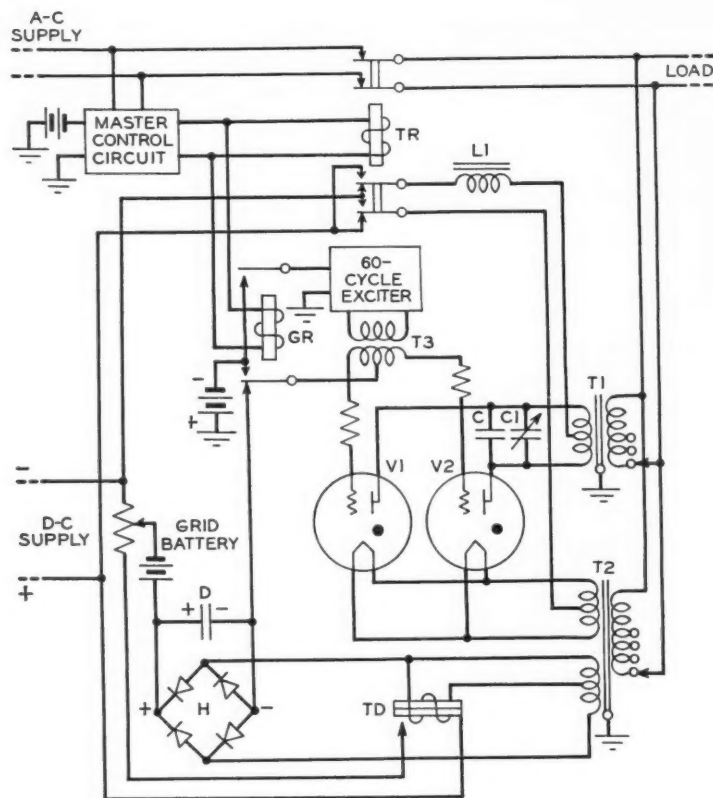 A-C
SUPPLY
LOAD
MASTER
CONTROL
CIRCUIT
TR
L1
60-
CYCLE
EXCITER
GR
T3
-
+
T1
C
C1
V1
V2
-
D-C
SUPPLY
+
GRID
BATTERY
T2
+
D
-
+
H
-
TD